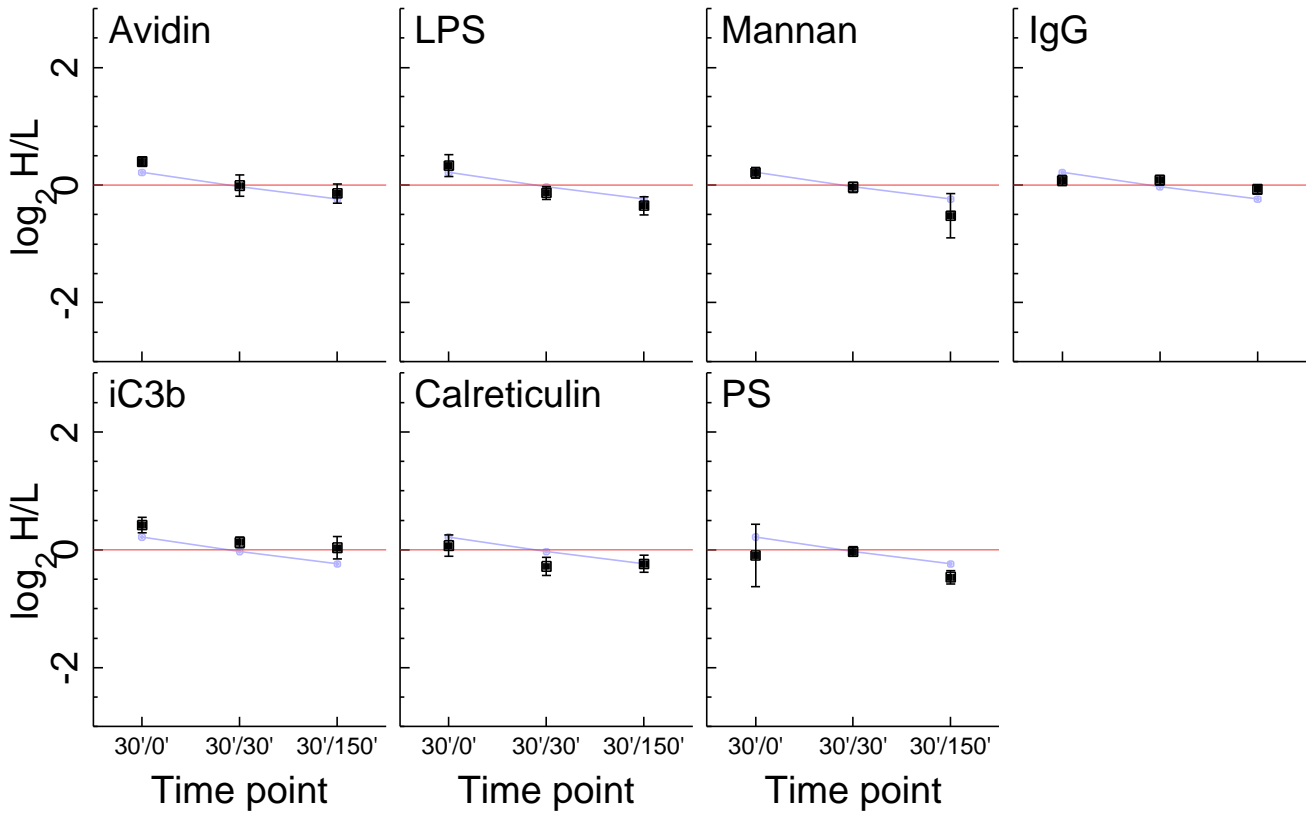 Avidin LPS Mannan IgG
2
0
-2
log2 H/L
iC3b Calreticulin PS
2
0
-2
log2 H/L
30'/0' 30'/30' 30'/150' 30'/0' 30'/30' 30'/150' 30'/0' 30'/30' 30'/150'
Time point Time point Time point